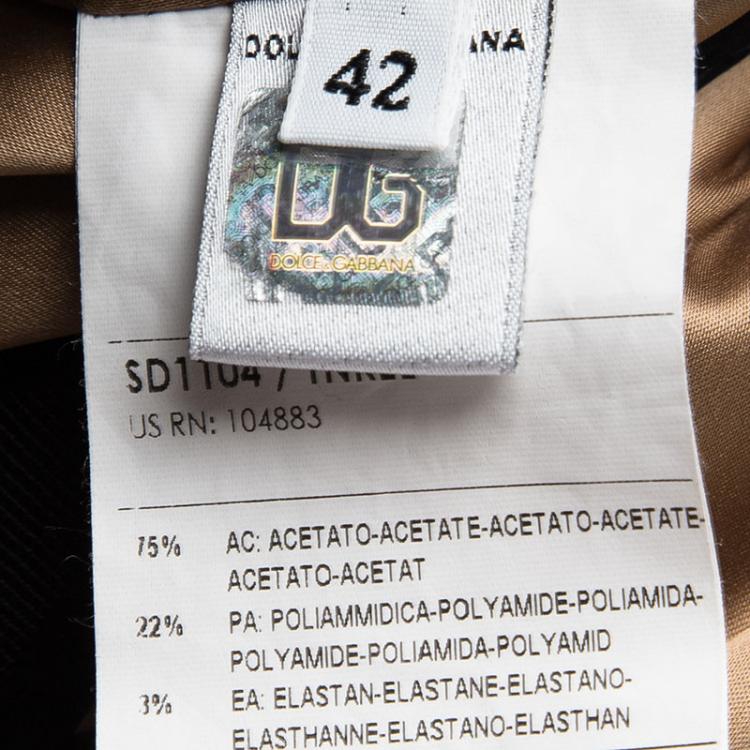 42
DG
DOLCE & GABBANA
SD1104 /
US RN: 104883
75% AC: ACETATO-ACETATE-ACETATO-ACETATE-
ACETATO-ACETAT
22% PA: POLIAMMIDICA-POLYAMIDE-POLIAMIDA-
POLYAMIDE-POLIAMIDA-POLYAMID
3% EA: ELASTAN-ELASTANE-ELASTANO-
ELASTHANNE-ELASTANO-ELASTHAN